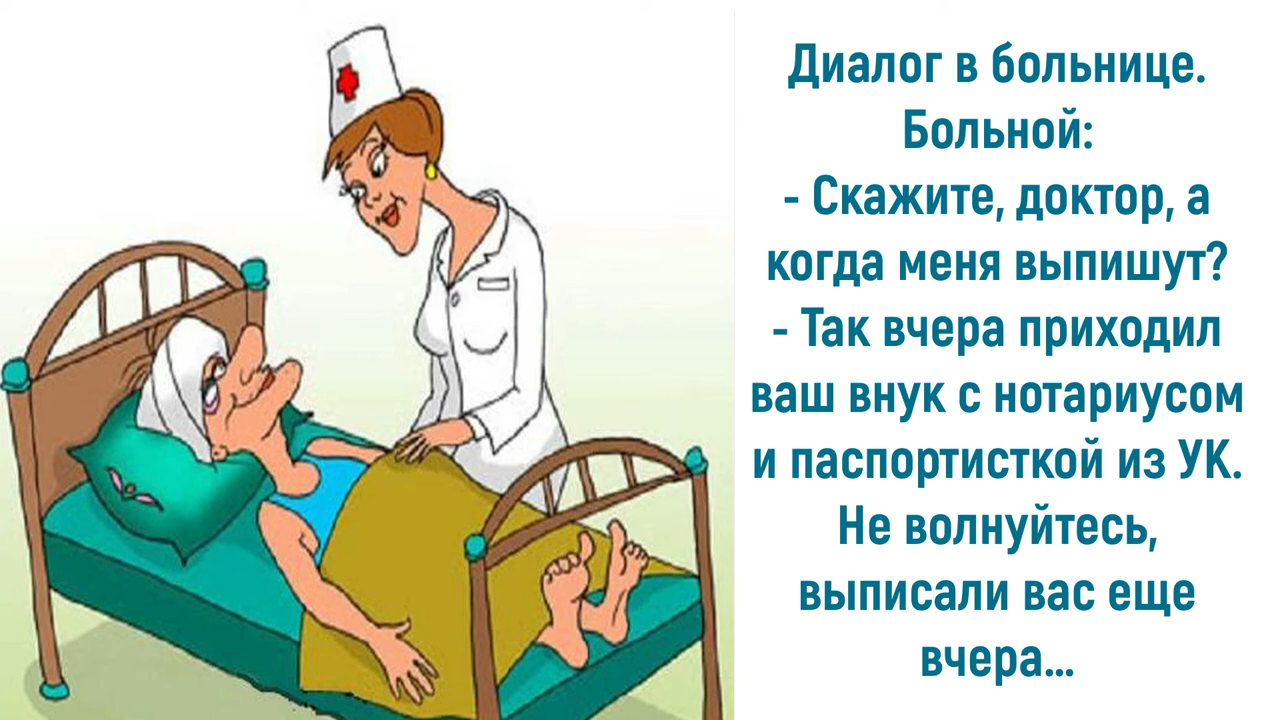 Диалог в больнице.
Больной:
- Скажите, доктор, а
когда меня выпишут?
- Так вчера приходил
ваш внук с нотариусом
и паспортисткой из УК.
Не волнуйтесь,
выписали вас еще
вчера...